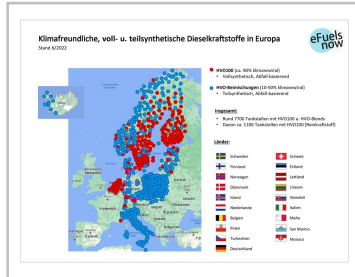 Klimafreundliche, voll- u. teilsynthetische Dieselkraftstoffe in Europa
Stand 6/2022
eFuels
now
HVO100 (ca. 90% klimaneutral)
• Vollsynthetisch, Abfall-basierend
HVO-Beimischungen (10-50% klimaneutral)
• Teilsynthetisch, Abfall-basierend
Insgesamt:
• Rund 7700 Tankstellen mit HVO100 u. HVO-Blends
• Davon ca. 1100 Tankstellen mit HVO100 (Reinkraftstoff)
Länder:
Schweden
Finnland
Norwegen
Dänemark
Island
Niederlande
Belgien
Polen
Tschechien
Deutschland
Schweiz
Estland
Lettland
Litauen
Slowakei
Italien
Malta
San Marino
Monaco